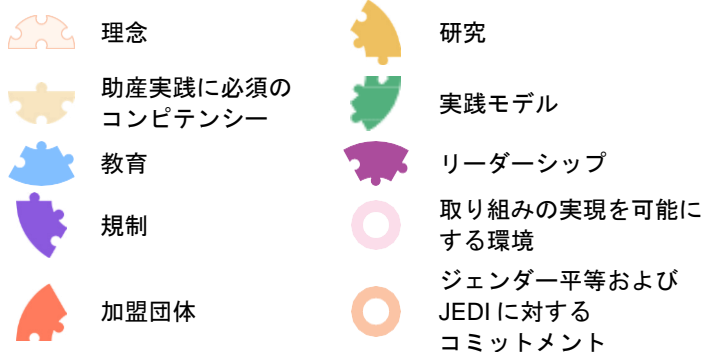 理念
助産実践に必須の
コンピテンシー
教育
規制
加盟団体
研究
実践モデル
リーダーシップ
取り組みの実現を可能に
する環境
ジェンダー平等および
JEDI に対する
コミットメント